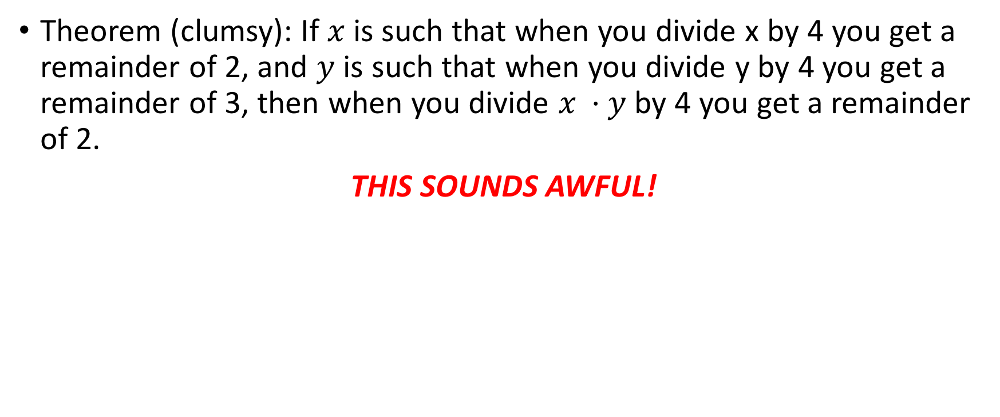 • Theorem (clumsy): If 𝑥 is such that when you divide x by 4 you get a
remainder of 2, and 𝑦 is such that when you divide y by 4 you get a
remainder of 3, then when you divide 𝑥 · 𝑦 by 4 you get a remainder
of 2.
THIS SOUNDS AWFUL!